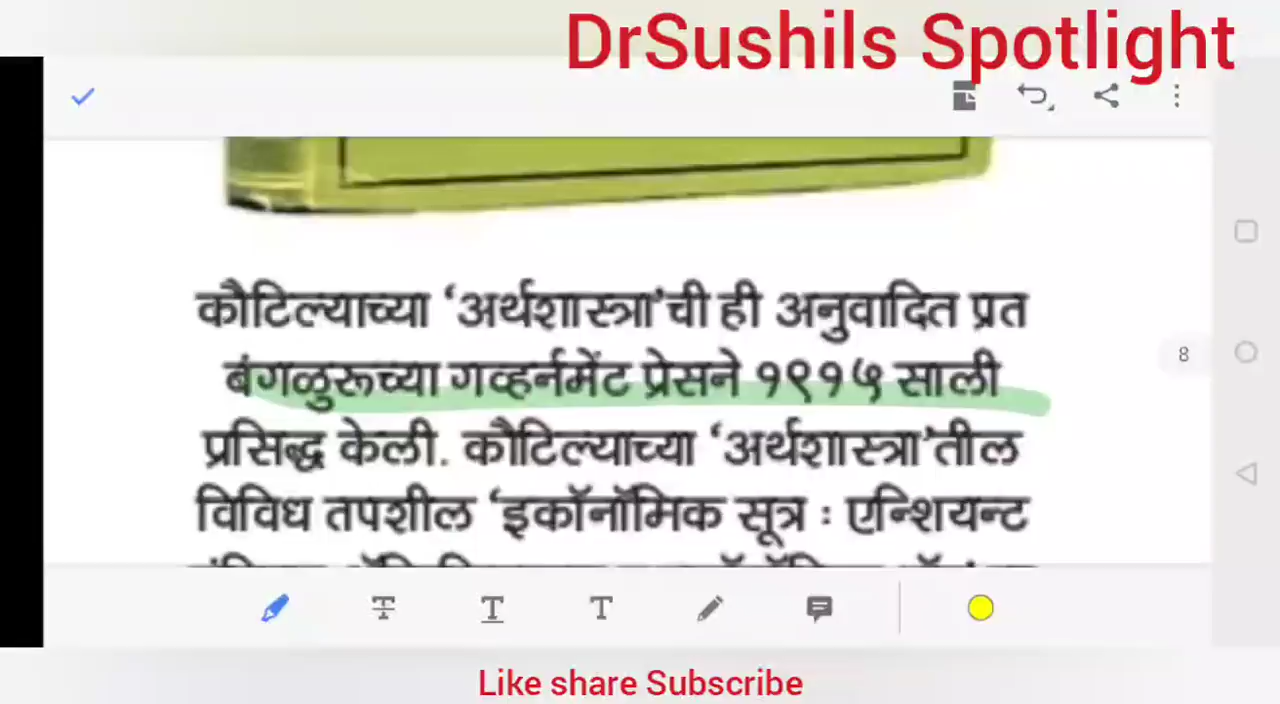 DrSushils Spotlight
कौटिल्याच्या ‘अर्थशास्त्रा’ची ही अनुवादित प्रत
8
बंगळुरूच्या गव्हर्नमेंट प्रेसने १९१५ साली
प्रसिद्ध केली. कौटिल्याच्या ‘अर्थशास्त्रा’तील
विविध तपशील ‘इकॉनॉमिक सूत्र : एन्शियन्ट
T T T
Like share Subscribe